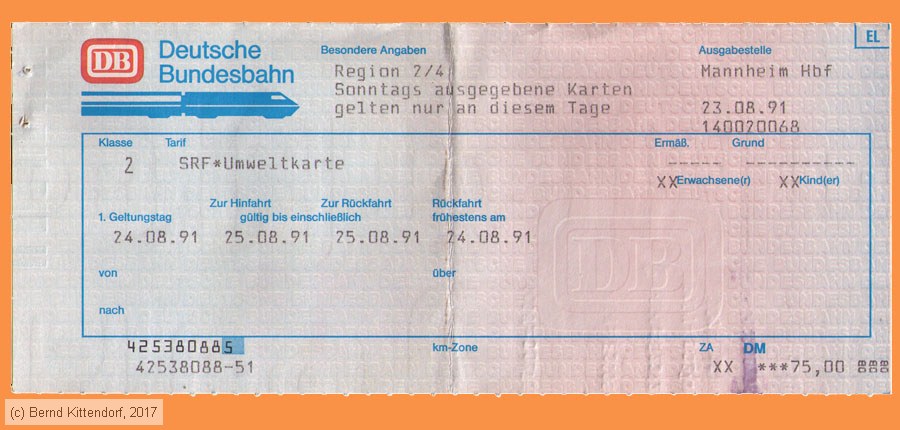 DB
Deutsche
Bundesbahn
Besondere Angaben
Region 2/4
Sonntags ausgegebene Karten
gelten nur an diesem Tage
Ausgabestelle
EL
Mannheim Hbf
23.08.91
140020068
Klasse Tarif Ermäß. Grund
2 SRF*Umweltkarte -----. ----------
XX Erwachsene(r) XX Kind(er)
Zur Hinfahrt Zur Rückfahrt Rückfahrt
1. Geltungstag gültig bis einschließlich frühestens am
24.08.91 25.08.91 25.08.91 24.08.91
von über
nach
DB
425380885 km-Zone ZA DM
42538088-51 XX ***75,00
(c) Bernd Kittendorf, 2017